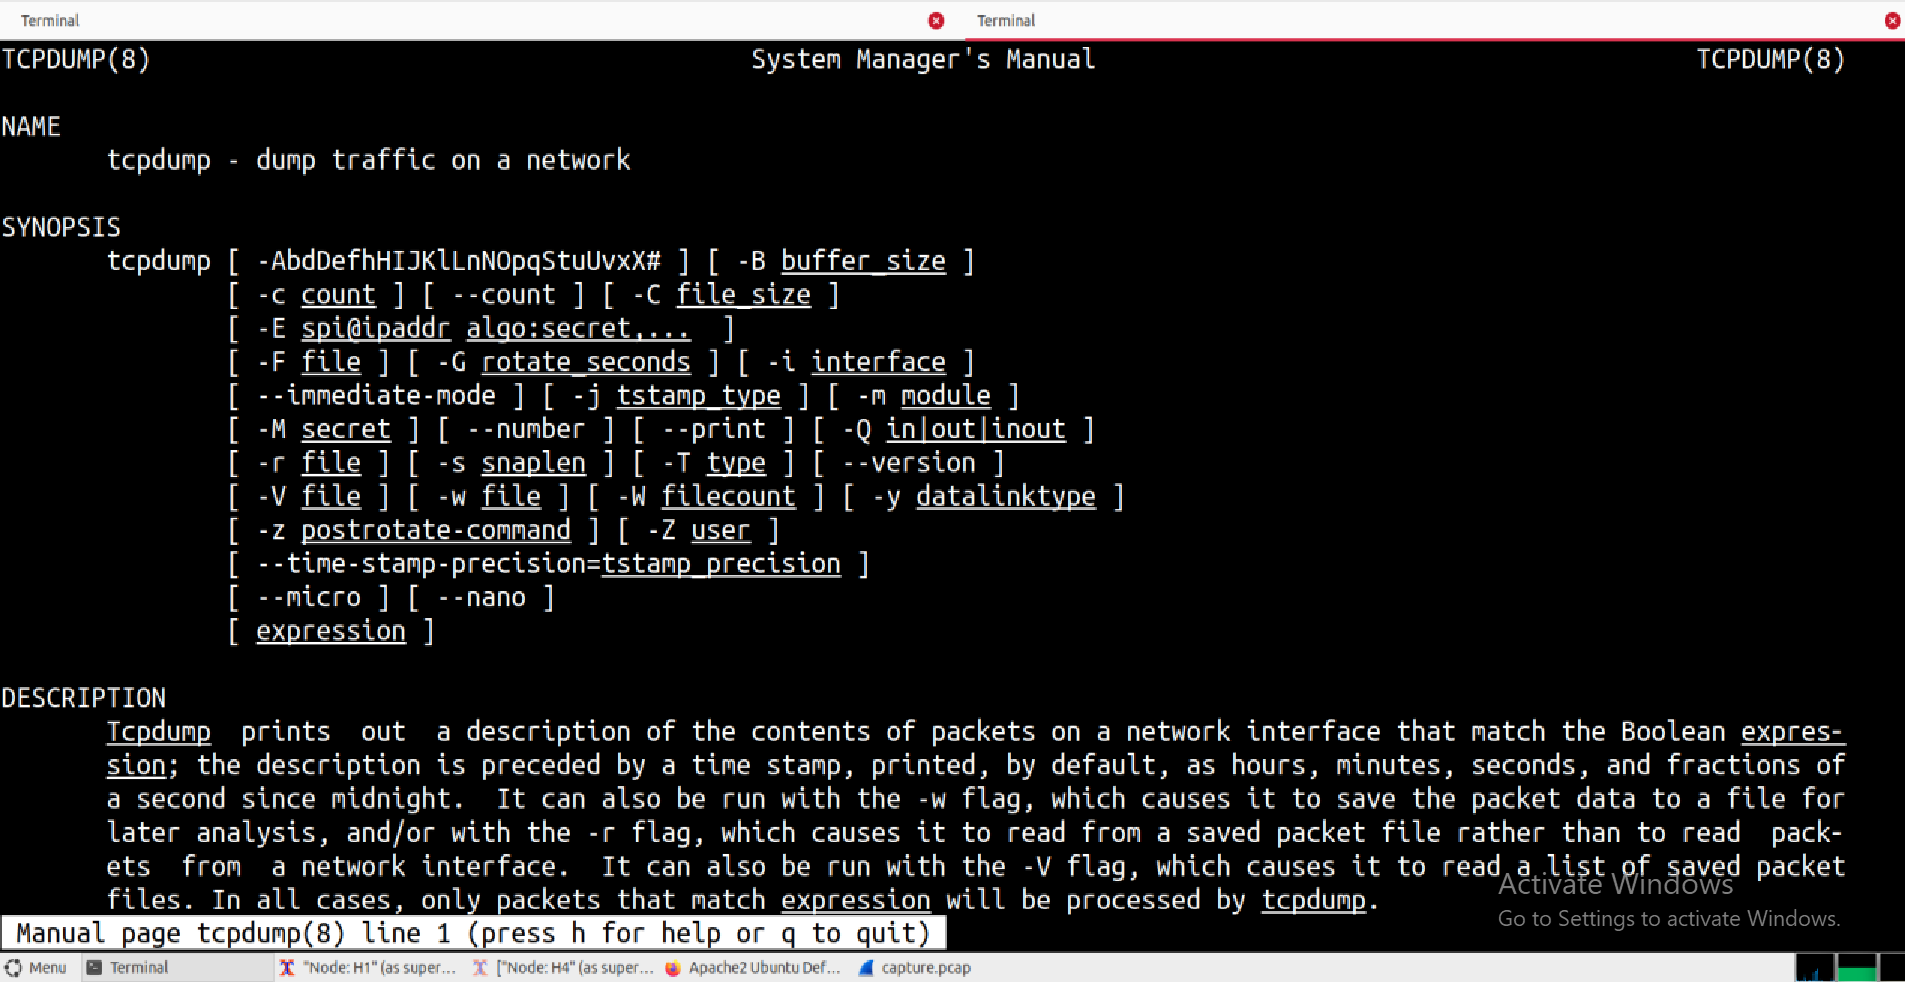 Terminal
Terminal
TCPDUMP(8) System Manager's Manual TCPDUMP(8)
NAME
tcpdump - dump traffic on a network
SYNOPSIS
tcpdump [ -AbdDefhHIJKlLnNOpqStuUvxX# ] [ -B buffer_size ]
[ -c count ] [ --count ] [ -C file_size ]
[ -E spi@ipaddr algo:secret,... ]
[ -F file ] [ -G rotate_seconds ] [ -i interface ]
[ --immediate-mode ] [ -j tstamp_type ] [ -m module ]
[ -M secret ] [ --number ] [ --print ] [ -Q in|out|inout ]
[ -r file ] [ -s snaplen ] [ -T type ] [ --version ]
[ -V file ] [ -w file ] [ -W filecount ] [ -y datalinktype ]
[ -z postrotate-command ] [ -Z user ]
[ --time-stamp-precision=tstamp_precision ]
[ --micro ] [ --nano ]
[ expression ]
DESCRIPTION
Tcpdump prints out a description of the contents of packets on a network interface that match the Boolean expres-
sion; the description is preceded by a time stamp, printed, by default, as hours, minutes, seconds, and fractions of
a second since midnight. It can also be run with the -w flag, which causes it to save the packet data to a file for
later analysis, and/or with the -r flag, which causes it to read from a saved packet file rather than to read pack-
ets from a network interface. It can also be run with the -V flag, which causes it to read a list of saved packet
files. In all cases, only packets that match expression will be processed by tcpdump.
Activate Windows
Go to Settings to activate Windows.
Manual page tcpdump(8) line 1 (press h for help or q to quit)
Menu
Terminal
"Node: H1" (as super...
["Node: H4" (as super...
Apache2 Ubuntu Def...
capture.pcap